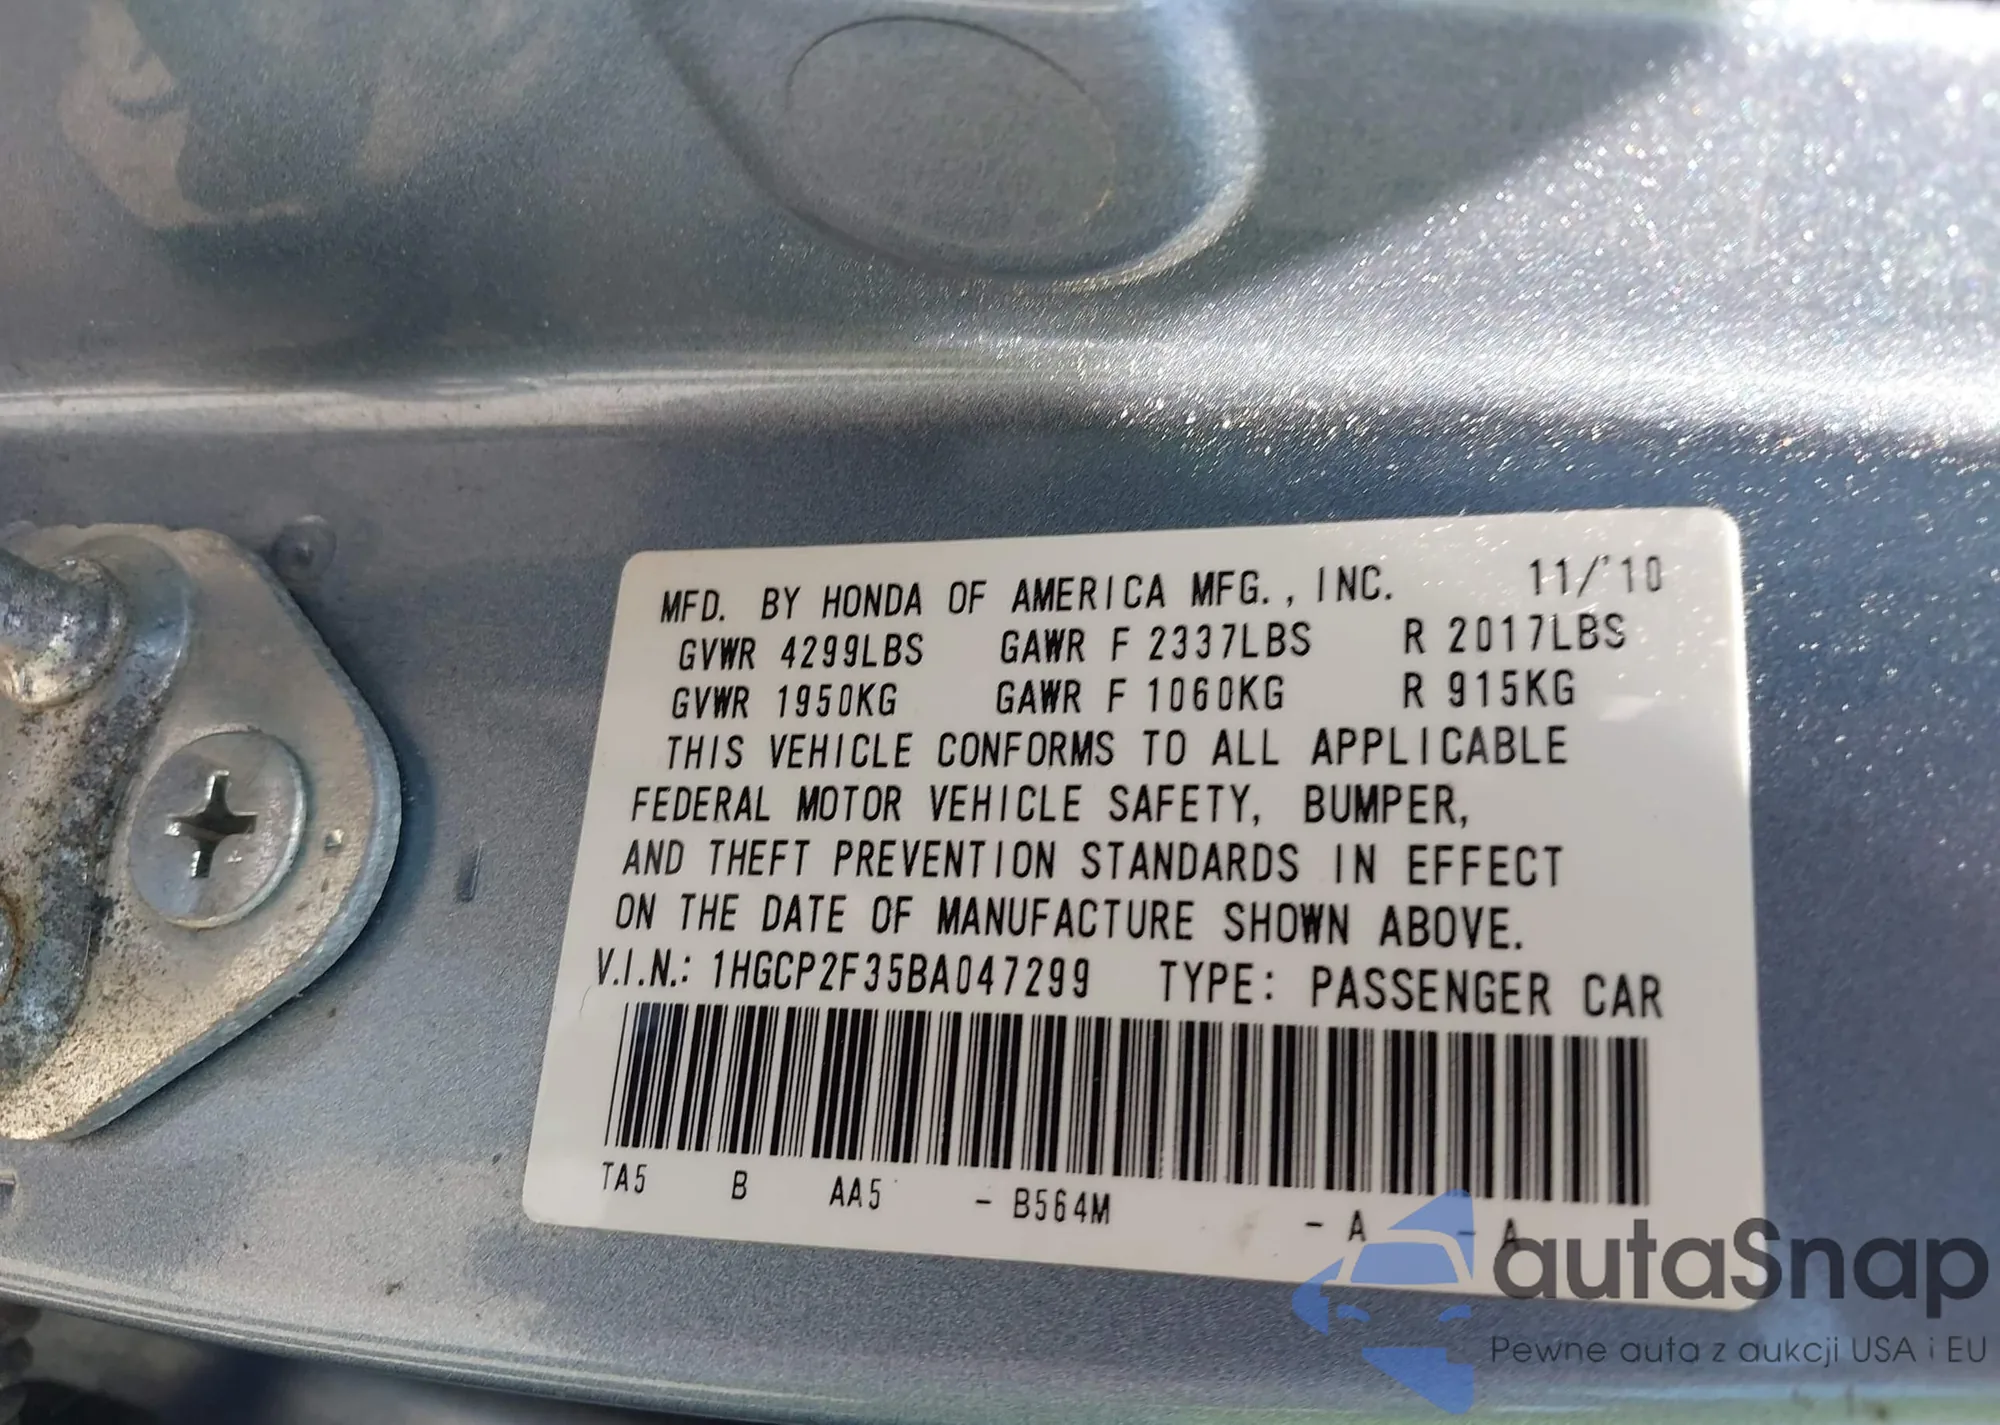 MFD. BY HONDA OF AMERICA MFG., INC. 11/'10
GVWR 4299LBS GAWR F 2337LBS R 2017LBS
GVWR 1950KG GAWR F 1060KG R 915KG
THIS VEHICLE CONFORMS TO ALL APPLICABLE
FEDERAL MOTOR VEHICLE SAFETY, BUMPER,
AND THEFT PREVENTION STANDARDS IN EFFECT
ON THE DATE OF MANUFACTURE SHOWN ABOVE.
V.I.N.: 1HGCP2F35BA047299 TYPE: PASSENGER CAR
TA5 B AA5 - B564M - A - A
autaSnap
Pewne auta z aukcji USA i EU